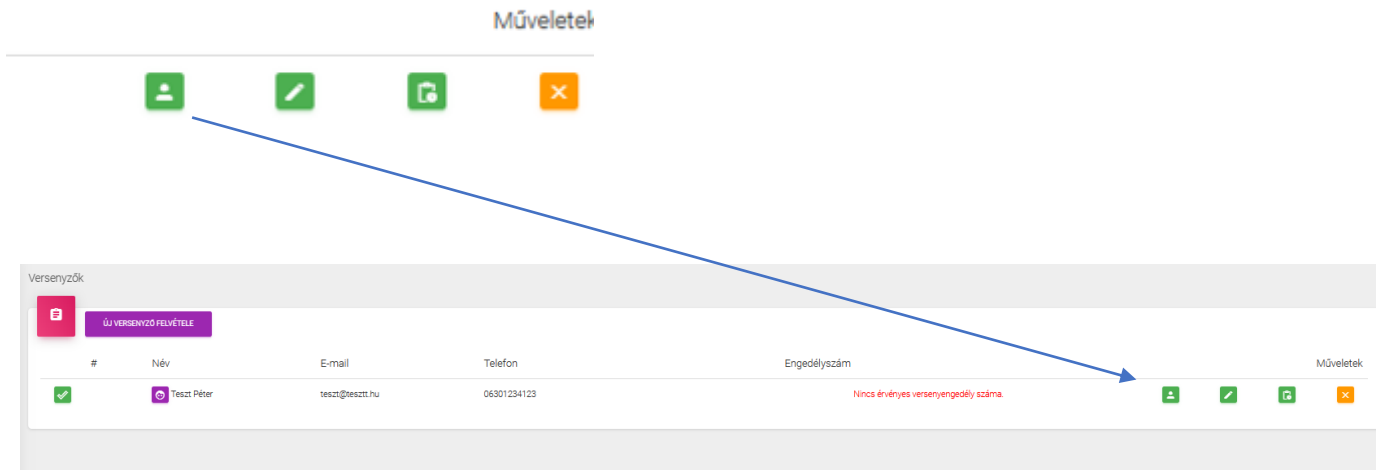 Műveletek
Versenyzők
ÚJ VERSENYZŐ FELVÉTELE
# Név E-mail Telefon Engedélyszám Műveletek
Teszt Péter teszt@tesztt.hu 06301234123 Nincs érvényes versenyengedély száma.